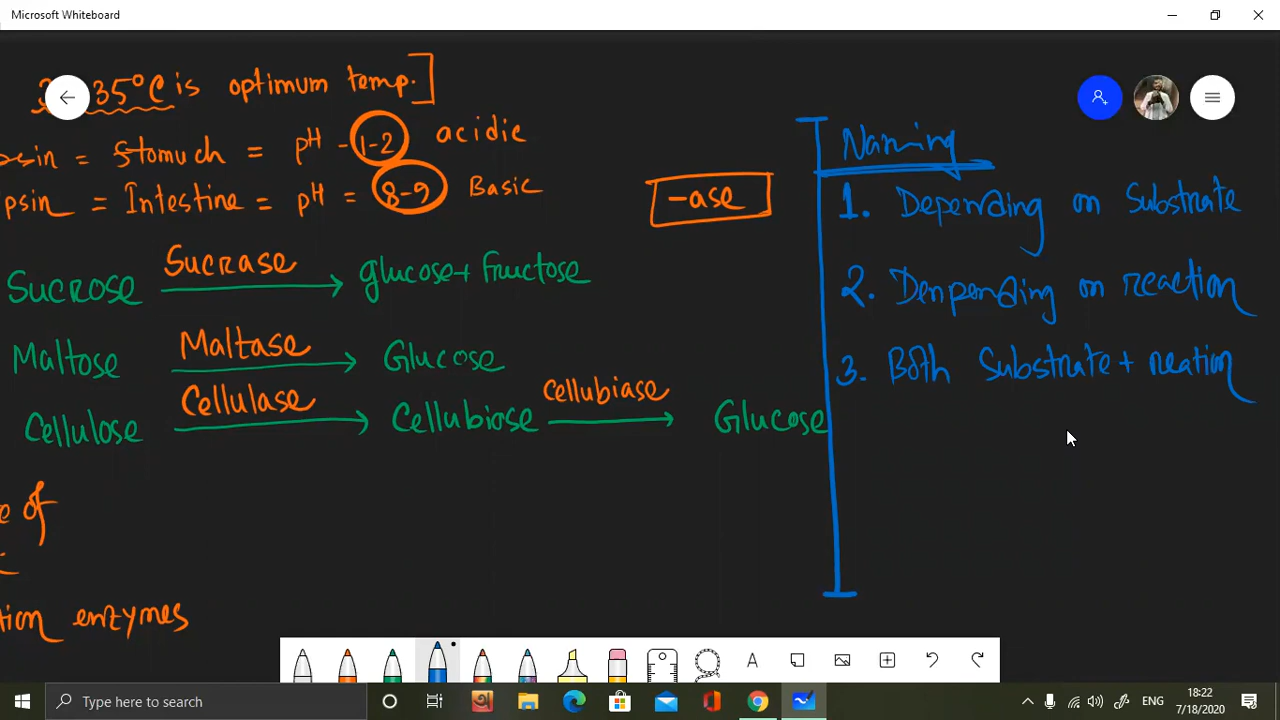 Microsoft Whiteboard
35°C is optimum temp.]
= Stomuch = pH - 1-2 acidic
psin = Intestine = pH = 8-9 Basic
-ase
Sucrose Sucrase glucose + fructose
Maltose Maltase Glucose
Cellulose Cellulase Cellubiose Cellubiase Glucose
e of
tion enzymes
Naming
1. Depending on Substrate
2. Denpending on reaction
3. Both Substrate + reation
Type here to search
ENG
18:22
7/18/2020